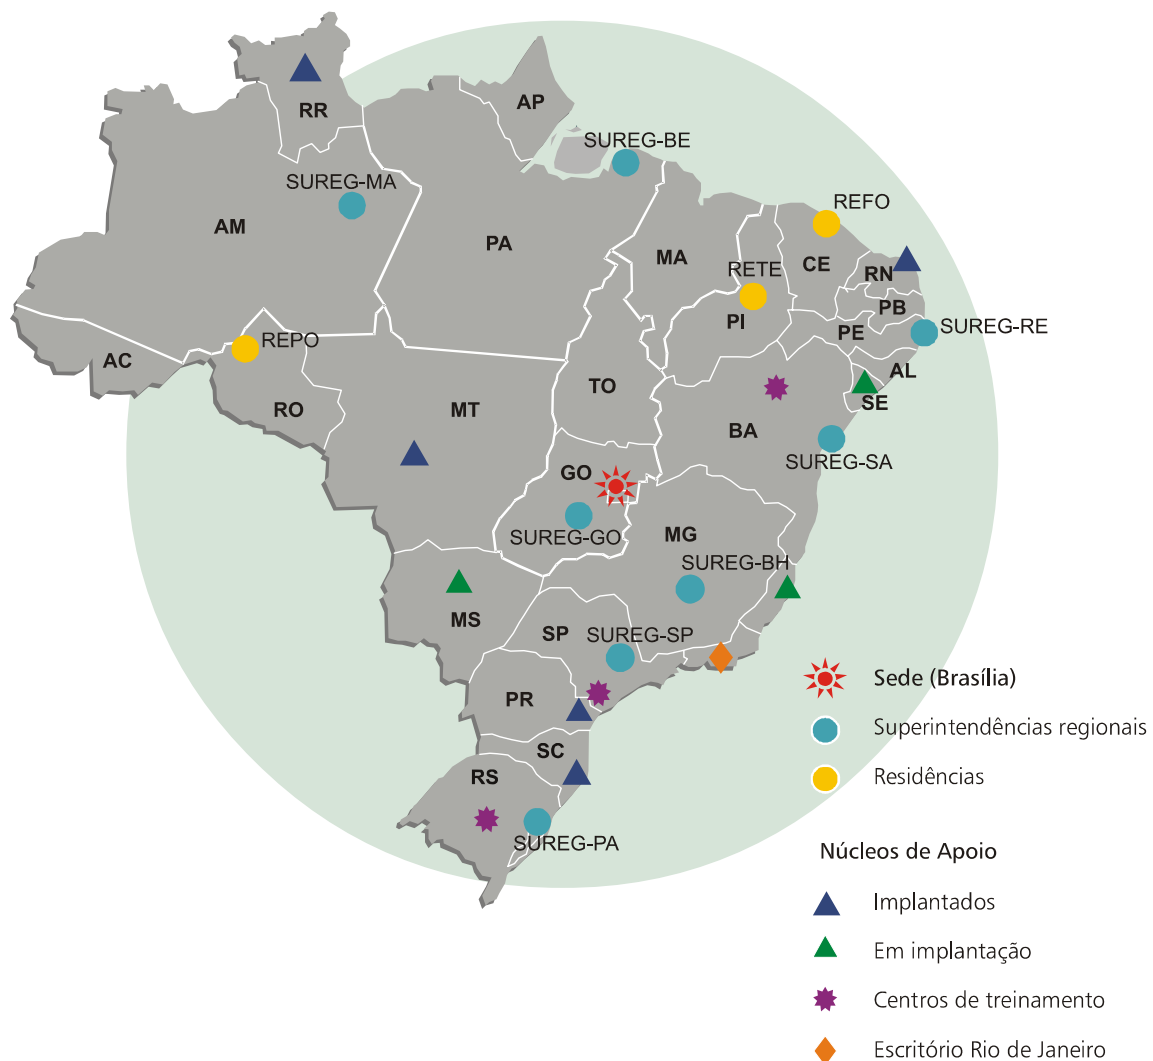 AP
RR
SUREG-BE
SUREG-MA
REFO
AM
PA
MA
CE
RN
RETE
PB
PI
PE
SUREG-RE
REPO
AC
AL
TO
SE
RO
MT
BA
SUREG-SA
GO
SUREG-GO
MG
SUREG-BH
MS
SP
SUREG-SP
PR
SC
RS
SUREG-PA
Sede (Brasília)
Superintendências regionais
Residências
Núcleos de Apoio
Implantados
Em implantação
Centros de treinamento
Escritório Rio de Janeiro